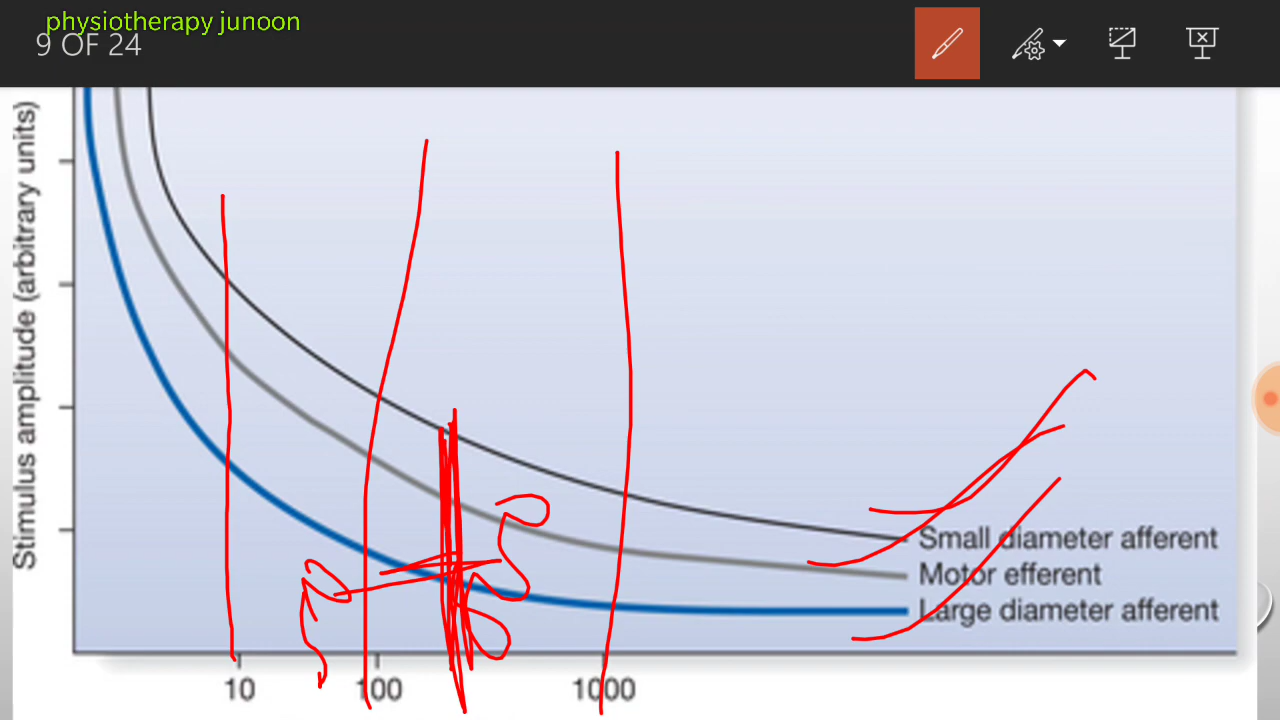 physiotherapy junoon
9 OF 24
Stimulus amplitude (arbitrary units)
Small diameter afferent
Motor efferent
Large diameter afferent
10
100
1000